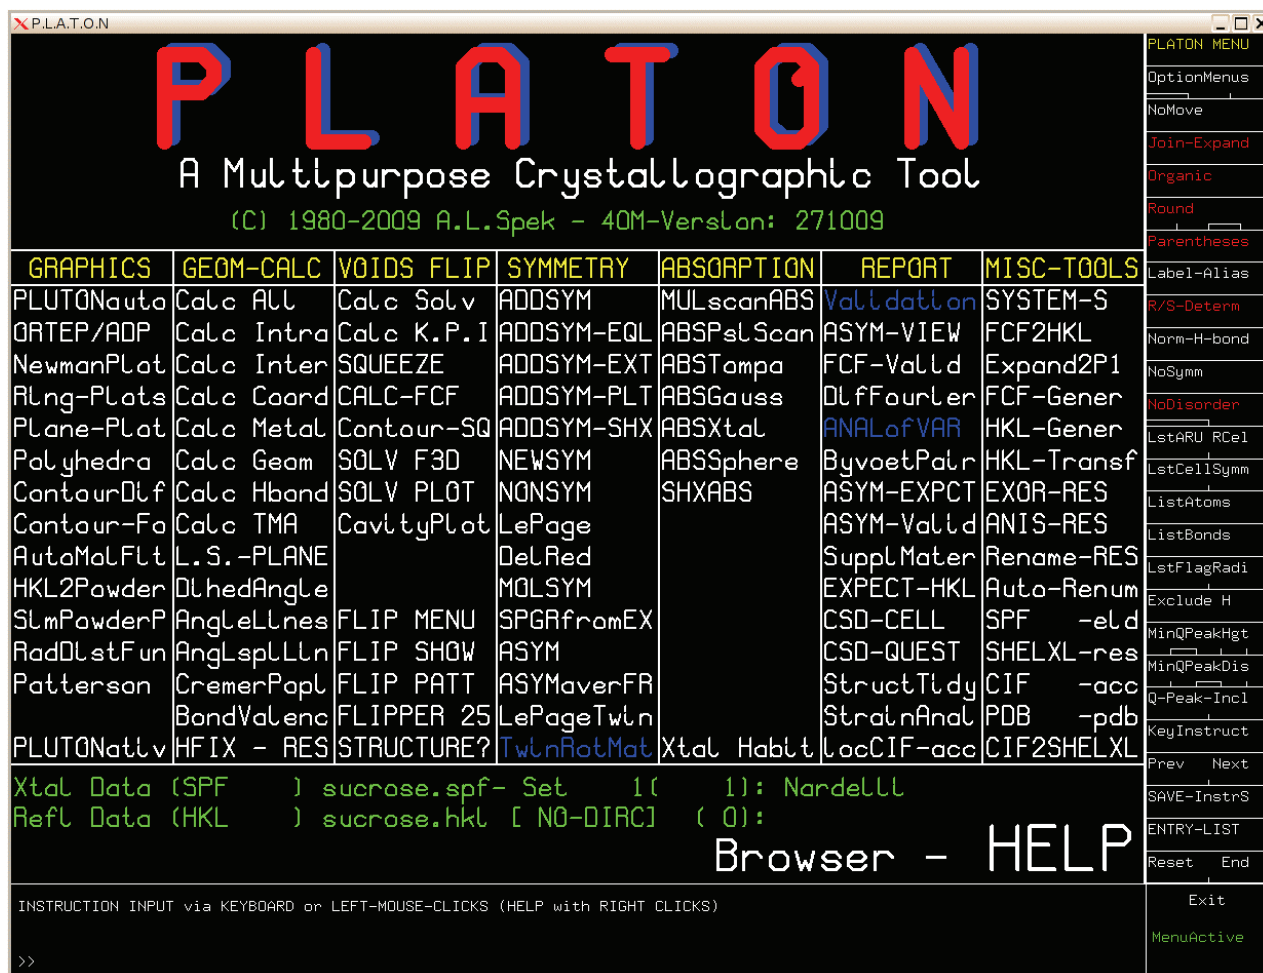 P.L.A.T.O.N
PLATON
A Multipurpose Crystallographic Tool
(C) 1980-2009 A.L.Spek - 40M-Version: 271009
GRAPHICS GEOM-CALC VOIDS FLIP SYMMETRY ABSORPTION REPORT MISC-TOOLS
PLUTONauto Calc All Calc Solv ADDSYM MULscanABS Validation SYSTEM-S
ORTEP/ADP Calc Intra Calc K.P.I ADDSYM-EQL ABSPsiScan ASYM-VIEW FCF2HKL
NewmanPlot Calc Inter SQUEEZE ADDSYM-EXT ABSTompa FCF-Valid Expand2P1
Ring-Plots Calc Coord CALC-FCF ADDSYM-PLT ABSGauss DifFourier FCF-Gener
Plane-Plot Calc Metal Contour-SQ ADDSYM-SHX ABSXtal ANALofVAR HKL-Gener
Polyhedra Calc Geom SOLV F3D NEWSYM ABSSphere ByvoetPair HKL-Transf
ContourDif Calc Hbond SOLV PLOT NONSYM SHXABS ASYM-EXPCT EXOR-RES
Contour-Fo Calc TMA CavityPlot LePage ASYM-Valid ANIS-RES
AutoMolFit L.S.-PLANE DelRed SupplMater Rename-RES
HKL2Powder DihedAngle MOLSYM EXPECT-HKL Auto-Renum
SimPowderP AngleLines FLIP MENU SPGRfromEX CSD-CELL SPF -eld
RadDistFun AngLsplLin FLIP SHOW ASYM CSD-QUEST SHELXL-res
Patterson CremerPopl FLIP PATT ASYMaverFR StructTidy CIF -acc
BondValenc FLIPPER 25 LePageTwin StrainAnal PDB -pdb
PLUTONativ HFIX - RES STRUCTURE? TwinRotMat Xtal Habit locCIF-acc CIF2SHELXL
Xtal Data (SPF ) sucrose.spf- Set 1( 1): Nardelli
Refl Data (HKL ) sucrose.hkl [ NO-DIRC] ( 0):
Browser - HELP
INSTRUCTION INPUT via KEYBOARD or LEFT-MOUSE-CLICKS (HELP with RIGHT CLICKS)
>>
PLATON MENU
OptionMenus
NoMove
Join-Expand
Organic
Round
Parentheses
Label-Alias
R/S-Determ
Norm-H-bond
NoSymm
NoDisorder
LstARU RCel
LstCellSymm
ListAtoms
ListBonds
LstFlagRadi
Exclude H
MinQPeakHgt
MinQPeakDis
Q-Peak-Incl
KeyInstruct
Prev Next
SAVE-InstrS
ENTRY-LIST
Reset End
Exit
MenuActive